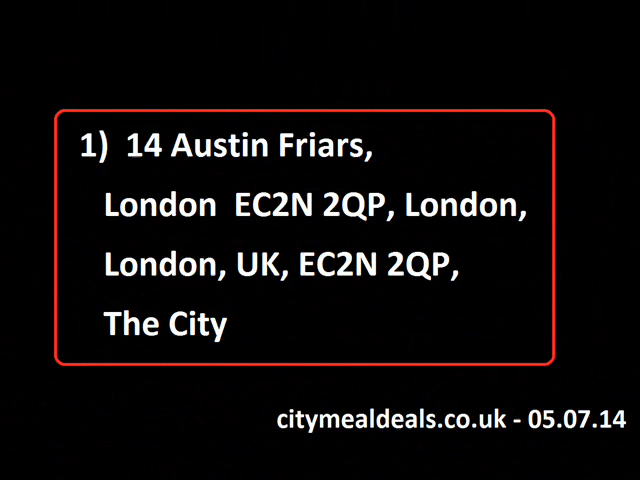 1) 14 Austin Friars,
London EC2N 2QP, London,
London, UK, EC2N 2QP,
The City
citymealdeals.co.uk - 05.07.14